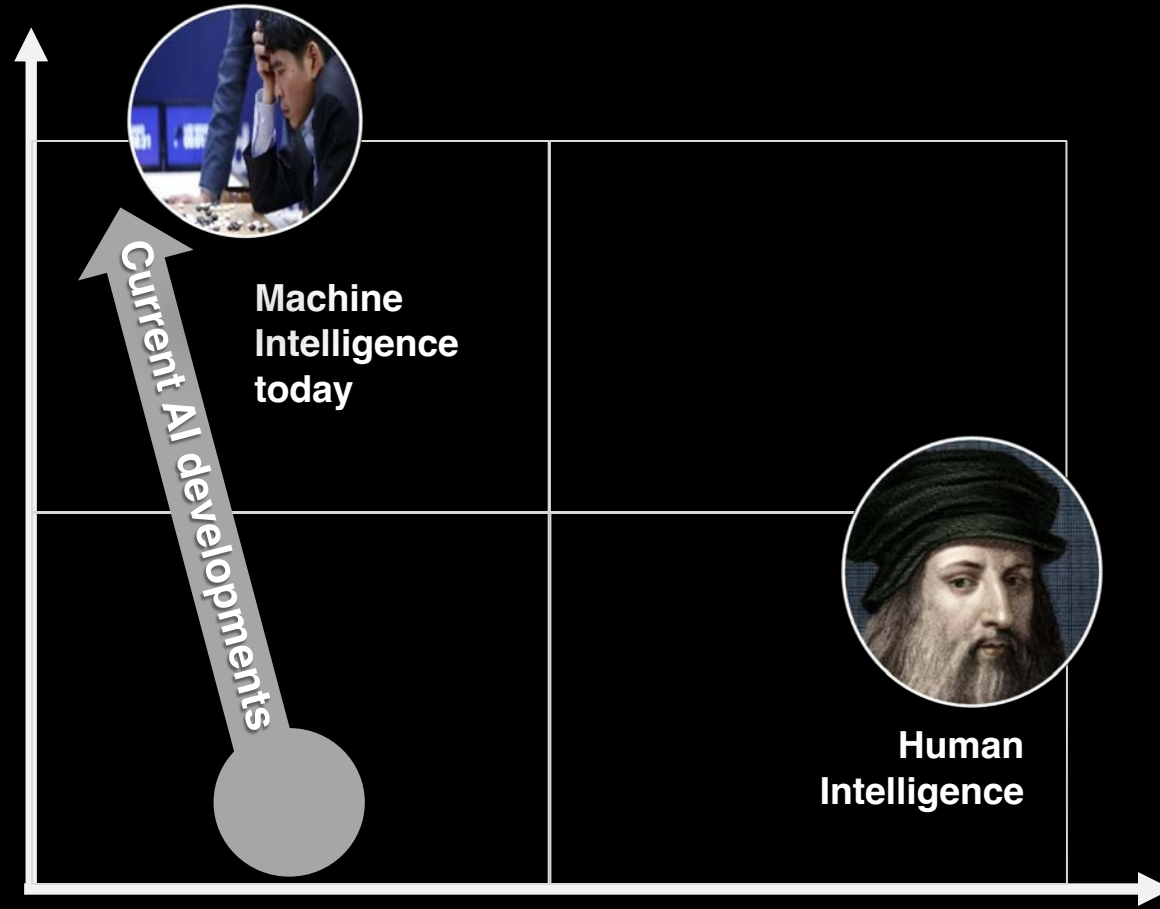 Machine
Intelligence
today
Current AI developments
Human
Intelligence